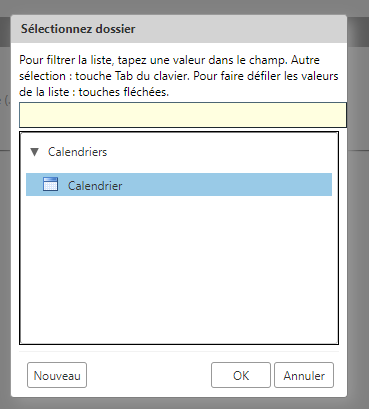 Sélectionnez dossier
Pour filtrer la liste, tapez une valeur dans le champ. Autre
sélection : touche Tab du clavier. Pour faire défiler les valeurs
de la liste : touches fléchées.
Calendriers
Calendrier
Nouveau OK Annuler